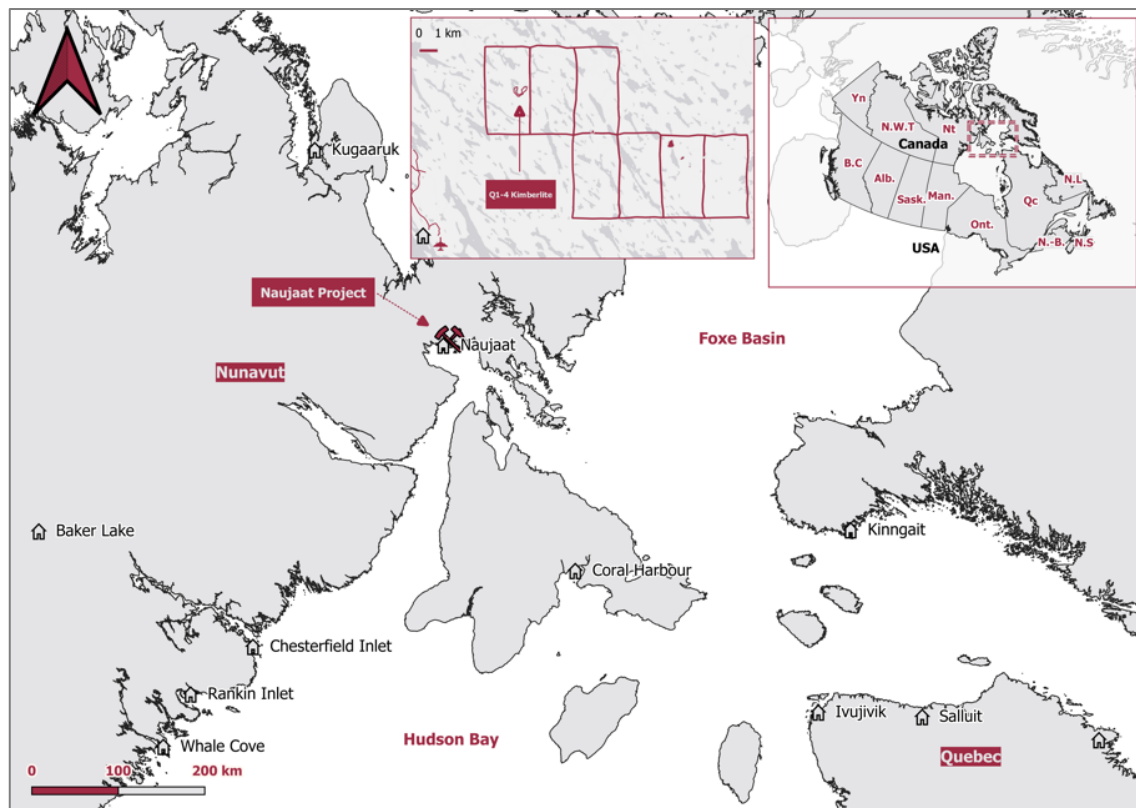 0 1 km
Q1-4 Kimberlite
Yn
N.W.T
Nt
Canada
B.C
Alb.
Sask.
Man.
Ont.
Qc
N.L
N.-B.
N.S
USA
Kugaaruk
Naujaat Project
Naujaat
Foxe Basin
Nunavut
Baker Lake
Kinngait
Coral Harbour
Chesterfield Inlet
Rankin Inlet
Ivujivik
Salluit
Whale Cove
Hudson Bay
Quebec
0 100 200 km